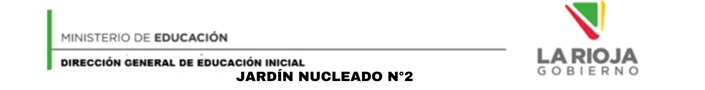 MINISTERIO DE EDUCACIÓN
DIRECCIÓN GENERAL DE EDUCACIÓN INICIAL
JARDÍN NUCLEADO N°2
LA RIOJA
GOBIERNO